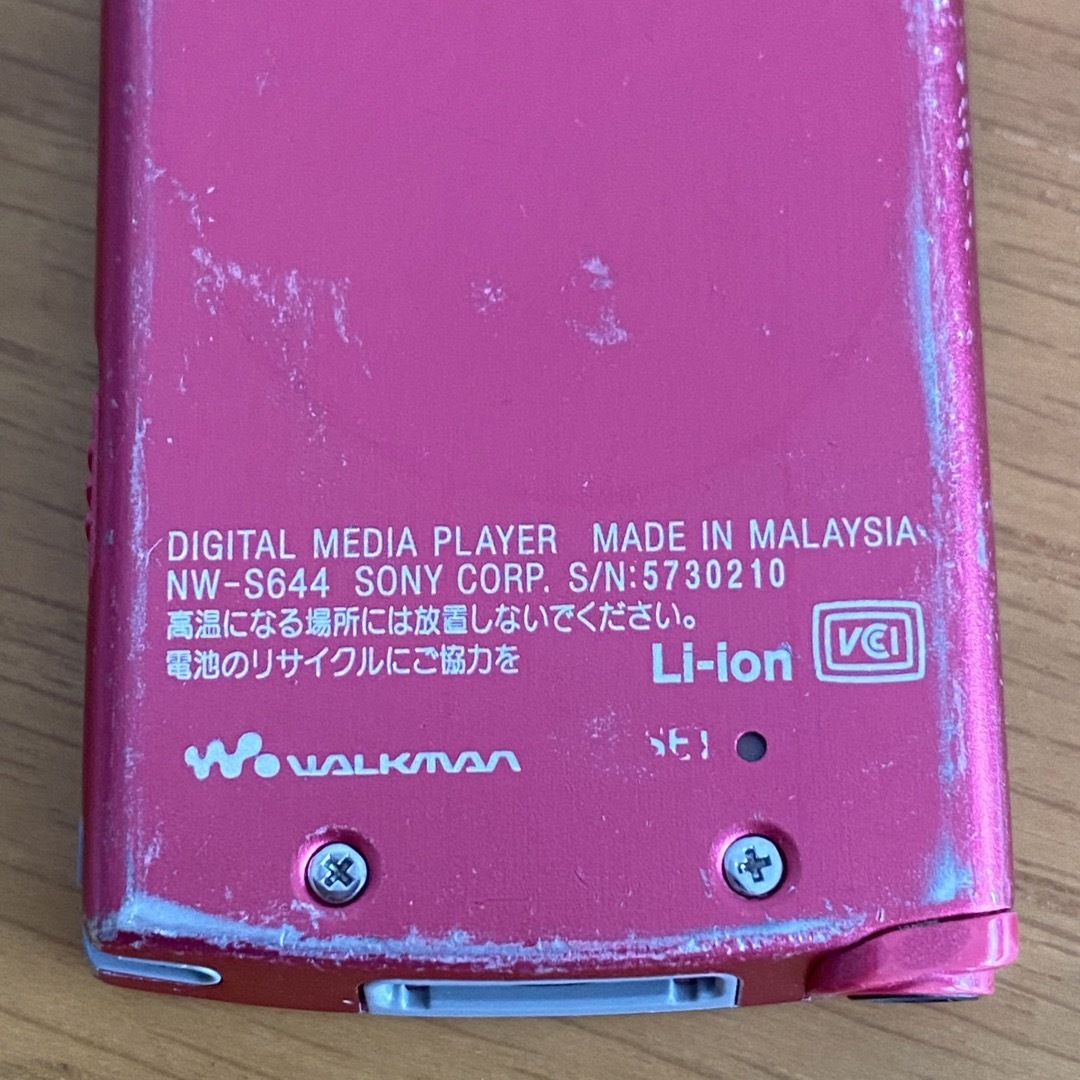 DIGITAL MEDIA PLAYER MADE IN MALAYSIA
NW-S644 SONY CORP. S/N:5730210
高温になる場所には放置しないでください。
電池のリサイクルにご協力を
Li-ion VCCI
WALKMAN